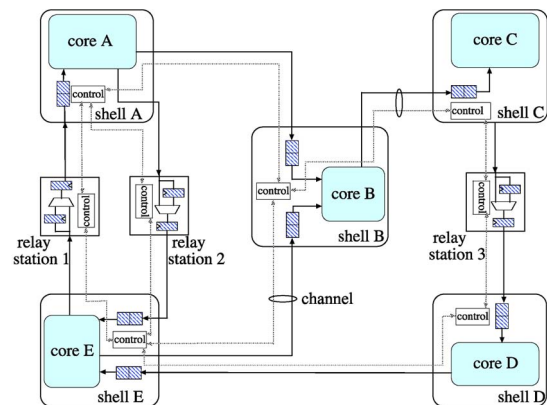 core A
control
shell A
core C
control
shell C
core B
control
shell B
control
relay
station 1
control
relay
station 2
control
relay
station 3
channel
core E
control
shell E
control
core D
shell D